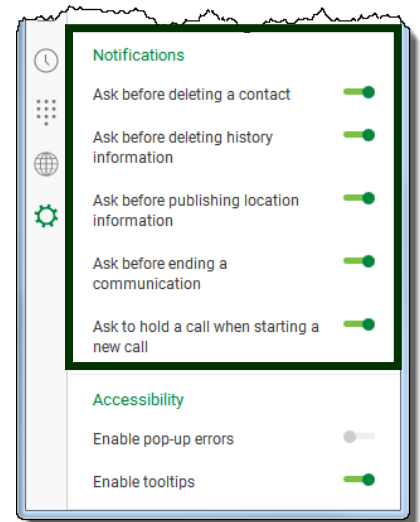 Notifications
Ask before deleting a contact
Ask before deleting history
information
Ask before publishing location
information
Ask before ending a
communication
Ask to hold a call when starting a
new call
Accessibility
Enable pop-up errors
Enable tooltips